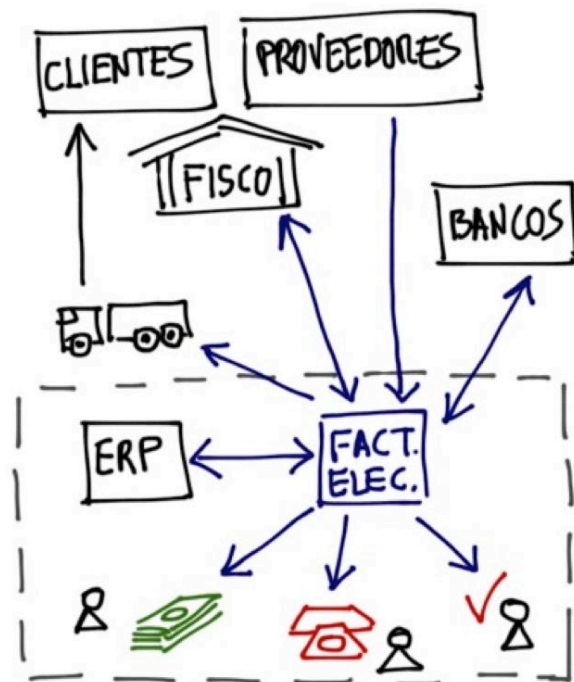 CLIENTES
PROVEEDORES
FISCO
BANCOS
ERP
FACT.
ELEC.